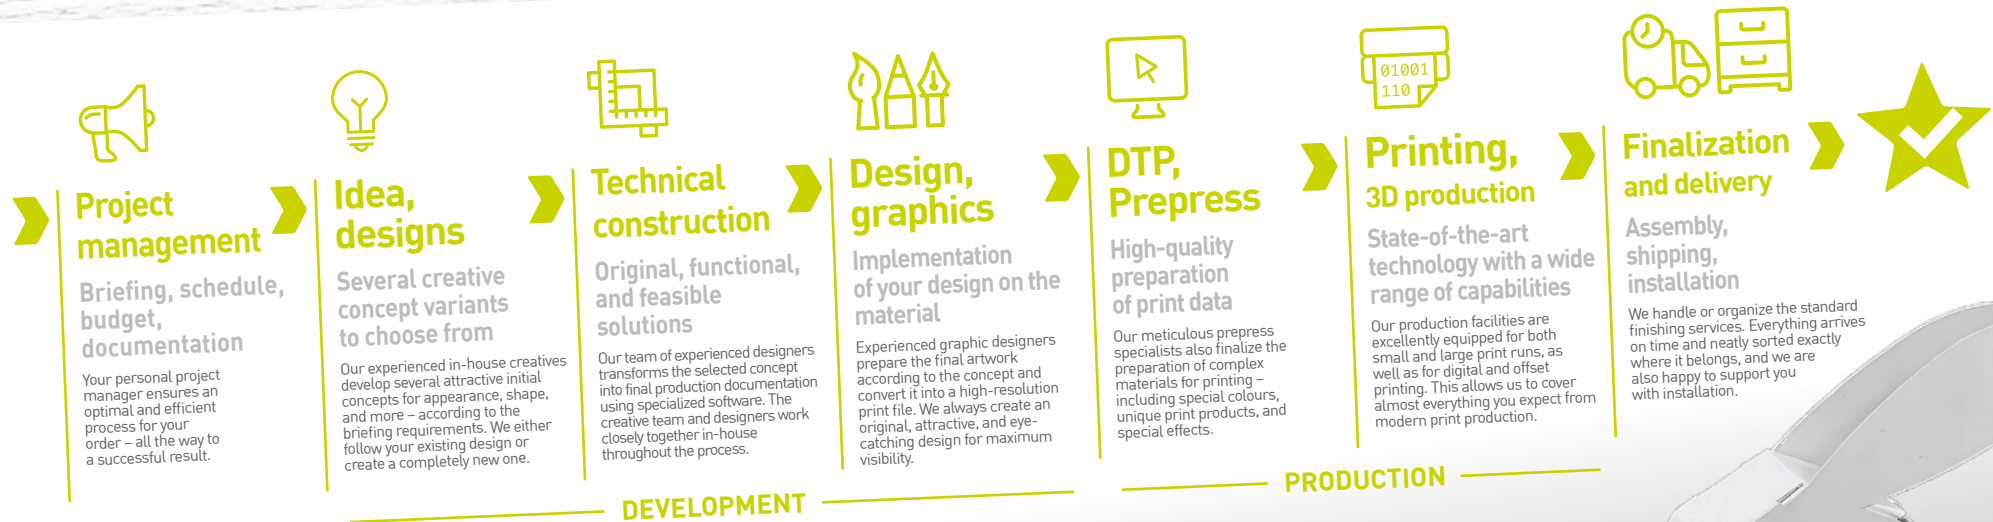 Project
management
Briefing, schedule,
budget,
documentation
Your personal project
manager ensures an
optimal and efficient
process for your
order – all the way to
a successful result.
Idea,
designs
Several creative
concept variants
to choose from
Our experienced in-house creatives
develop several attractive initial
concepts for appearance, shape,
and more – according to the
briefing requirements. We either
follow your existing design or
create a completely new one.
Technical
construction
Original, functional,
and feasible
solutions
Our team of experienced designers
transforms the selected concept
into final production documentation
using specialized software. The
creative team and designers work
closely together in-house
throughout the process.
Design,
graphics
Implementation
of your design on the
material
Experienced graphic designers
prepare the final artwork
according to the concept and
convert it into a high-resolution
print file. We always create an
original, attractive, and eye-
catching design for maximum
visibility.
DTP,
Prepress
High-quality
preparation
of print data
Our meticulous prepress
specialists also finalize the
preparation of complex
materials for printing –
including special colours,
unique print products, and
special effects.
01001
110
Printing,
3D production
State-of-the-art
technology with a wide
range of capabilities
Our production facilities are
excellently equipped for both
small and large print runs, as
well as for digital and offset
printing. This allows us to cover
almost everything you expect from
modern print production.
Finalization
and delivery
Assembly,
shipping,
installation
We handle or organize the standard
finishing services. Everything arrives
on time and neatly sorted exactly
where it belongs, and we are
also happy to support you
with installation.
DEVELOPMENT
PRODUCTION